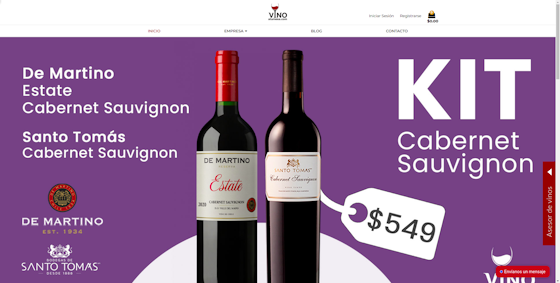 VINO
Iniciar Sesión
Registrarse
$0.00
INICIO
EMPRESA
BLOG
CONTACTO
De Martino
Estate
Cabernet Sauvignon
Santo Tomás
Cabernet Sauvignon
DE MARTINO
EST. 1934
BODEGAS DE
SANTO TOMÁS
DESDE 1888
DE MARTINO
Estate
CABERNET SAUVIGNON
2020
SANTO TOMAS
Cabernet Sauvignon
KIT
Cabernet
Sauvignon
$549
Asesor de vinos
VINO
Envíanos un mensaje